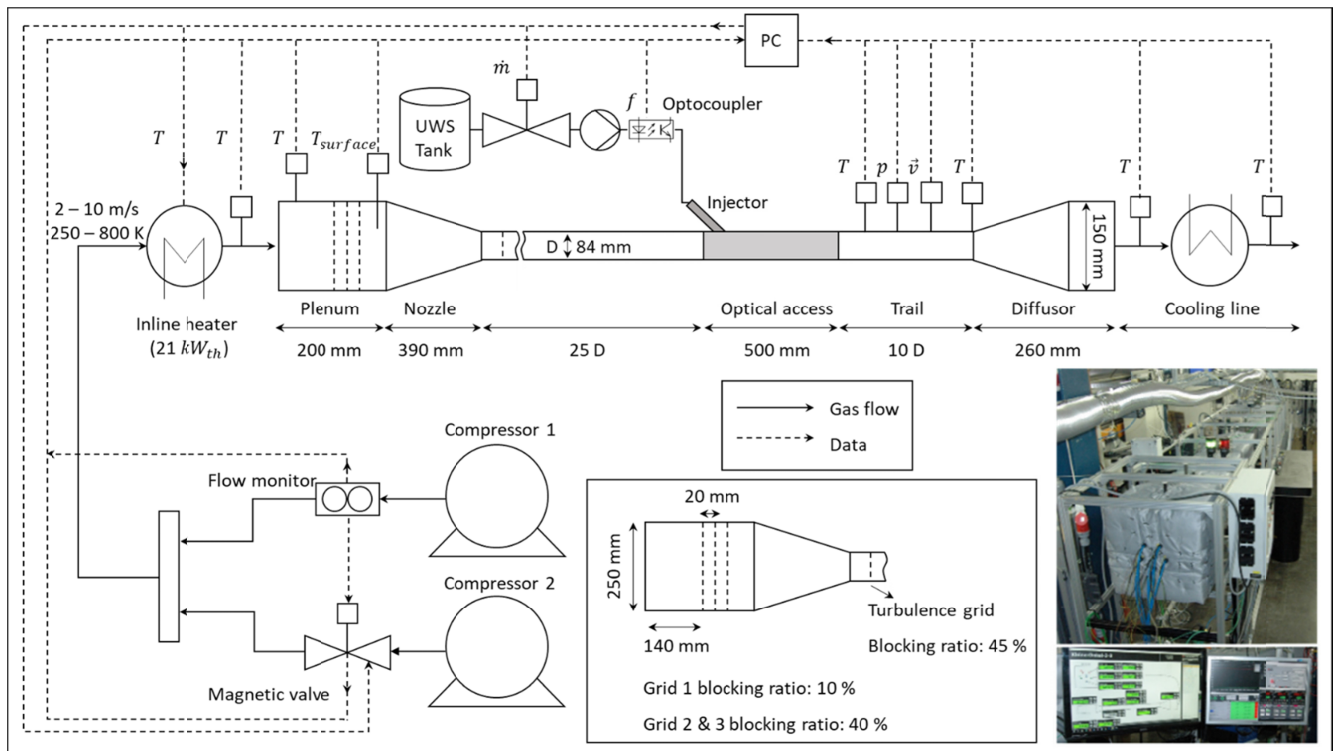 PC
ṁ
f
Optocoupler
UWS
Tank
T
T
T
T_surface
T
p
v⃗
T
T
T
2 – 10 m/s
250 – 800 K
Injector
D
84 mm
150 mm
Inline heater
(21 kW_th)
Plenum
Nozzle
Optical access
Trail
Diffusor
Cooling line
200 mm
390 mm
25 D
500 mm
10 D
260 mm
Gas flow
Data
Compressor 1
Flow monitor
Compressor 2
Magnetic valve
20 mm
250 mm
140 mm
Turbulence grid
Blocking ratio: 45 %
Grid 1 blocking ratio: 10 %
Grid 2 & 3 blocking ratio: 40 %